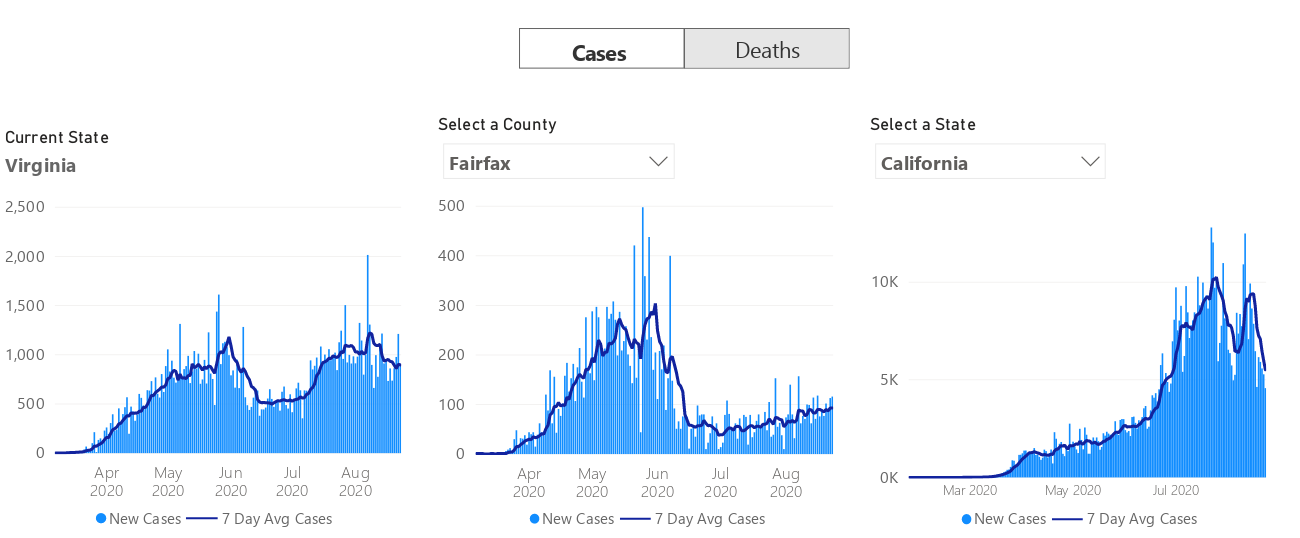 Cases
Deaths
Current State
Virginia
2,500
2,000
1,500
1,000
500
0
Apr 2020
May 2020
Jun 2020
Jul 2020
Aug 2020
New Cases
7 Day Avg Cases
Select a County
Fairfax
500
400
300
200
100
0
Apr 2020
May 2020
Jun 2020
Jul 2020
Aug 2020
New Cases
7 Day Avg Cases
Select a State
California
10K
5K
0K
Mar 2020
May 2020
Jul 2020
New Cases
7 Day Avg Cases